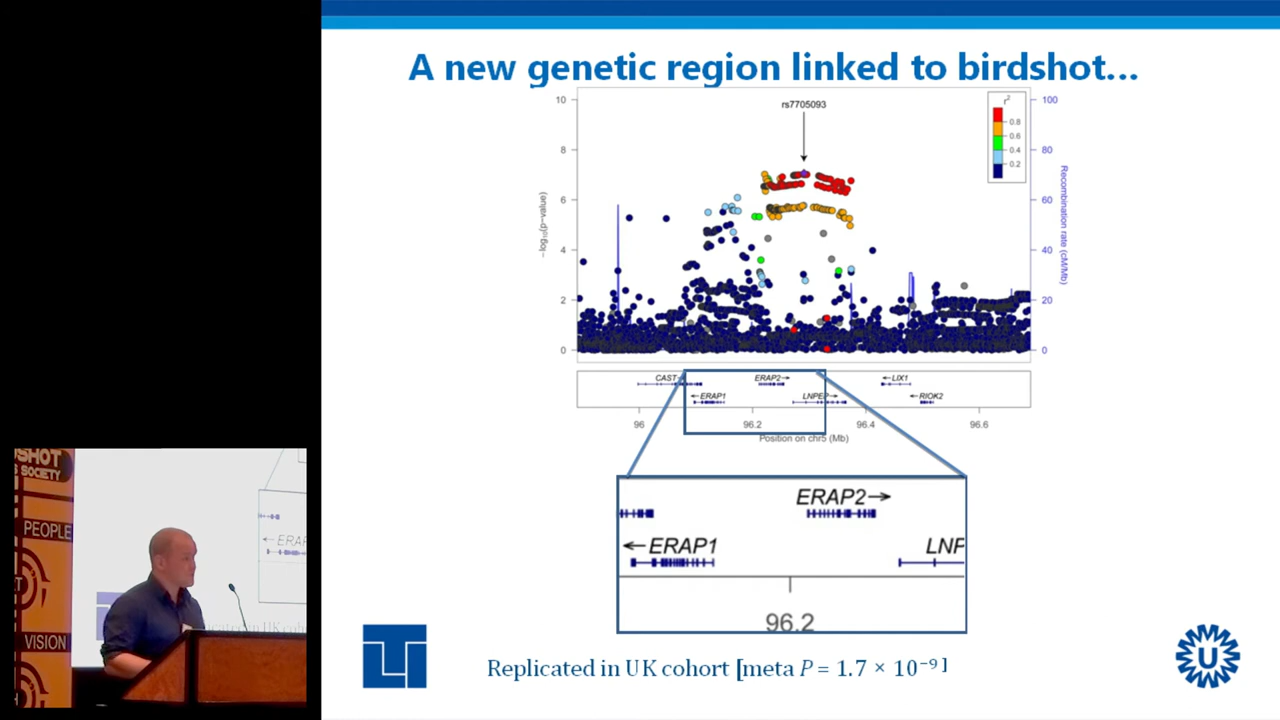 A new genetic region linked to birdshot...
rs7705093
r²
0.8
0.6
0.4
0.2
10
8
6
4
2
0
−log10(p−value)
100
80
60
40
20
0
Recombination rate (cM/Mb)
CAST
ERAP2→
←LIX1
←ERAP1
LNPEP→
←RIOK2
96
96.2
96.4
96.6
Position on chr5 (Mb)
ERAP2→
←ERAP1
LNP
96.2
Replicated in UK cohort [meta P = 1.7 × 10⁻⁹]
U
SOCIETY
PEOPLE
VISION